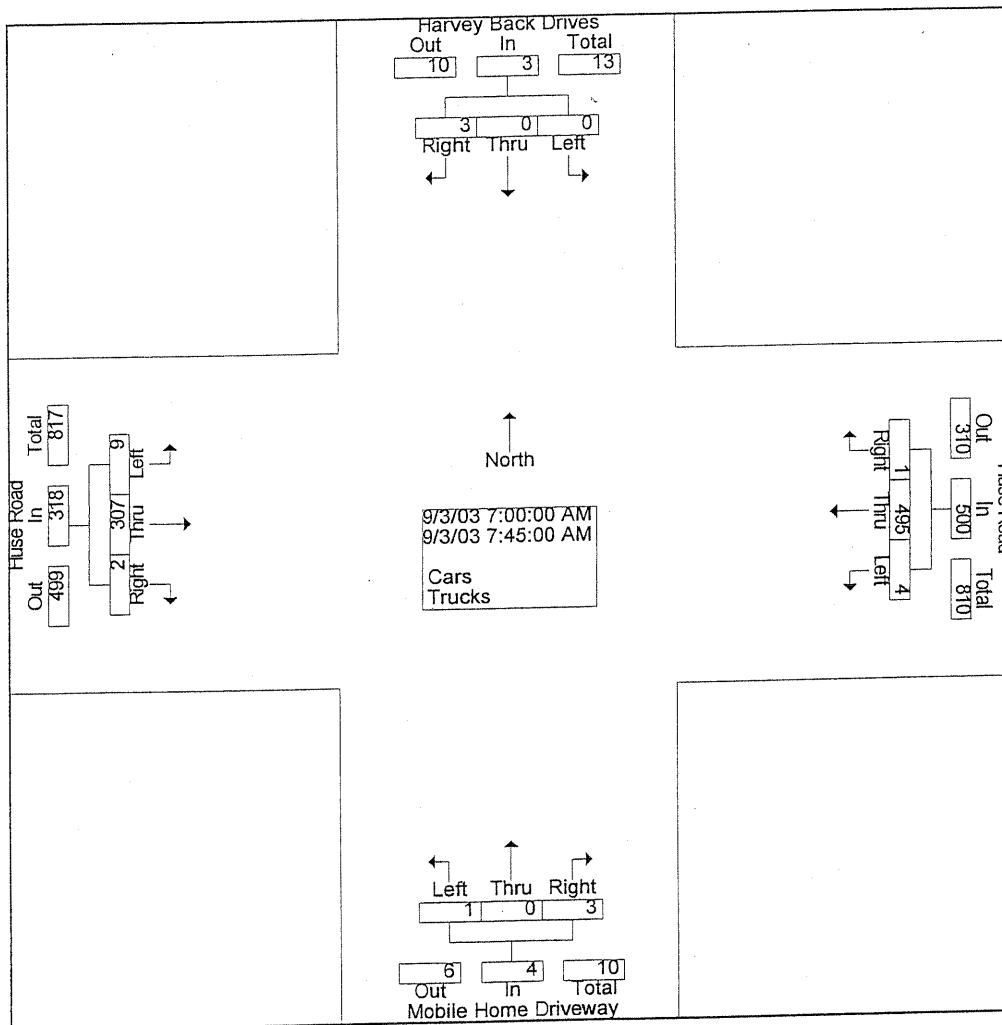 Harvey Back Drives
Out In Total
10 3 13
3 0 0
Right Thru Left
Total In Out
817 318 499
Huse Road
9 307 2
Left Thru Right
North
9/3/03 7:00:00 AM
9/3/03 7:45:00 AM
Cars
Trucks
Out In Total
310 500 810
Right Thru Left
1 495 4
Left Thru Right
1 0 3
6 4 10
Out In Total
Mobile Home Driveway